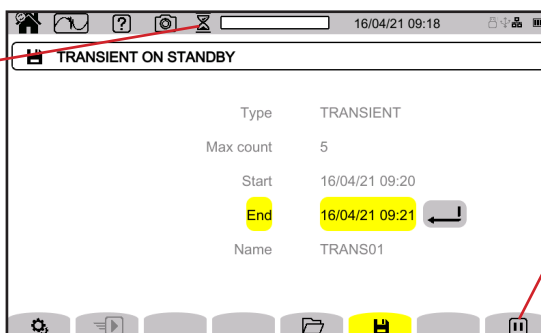 16/04/21 09:18
TRANSIENT ON STANDBY
Type TRANSIENT
Max count 5
Start 16/04/21 09:20
End 16/04/21 09:21
Name TRANS01